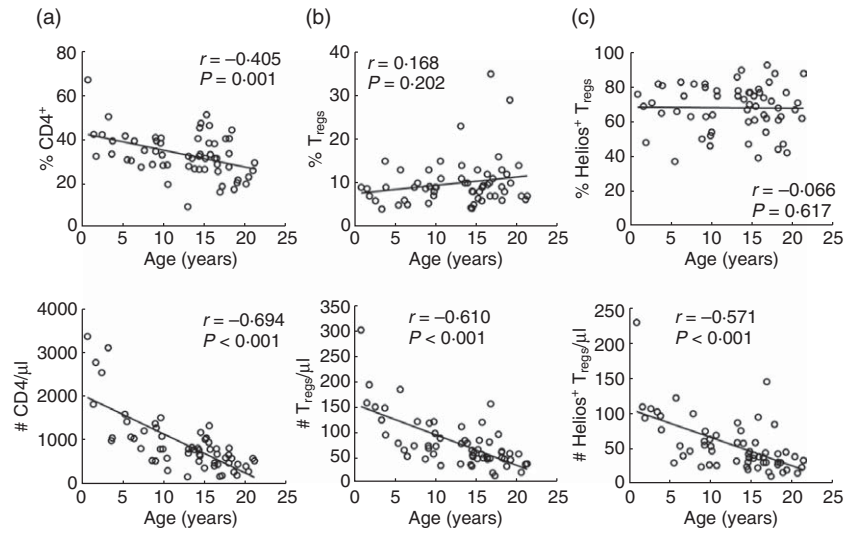 (a)
80
60
40
20
0
% CD4+
r = –0·405
P = 0·001
0 5 10 15 20 25
Age (years)
(b)
40
30
20
10
0
% Tregs
r = 0·168
P = 0·202
0 5 10 15 20 25
Age (years)
(c)
100
80
60
40
20
0
% Helios+ Tregs
r = –0·066
P = 0·617
0 5 10 15 20 25
Age (years)
4000
3000
2000
1000
0
# CD4/µl
r = –0·694
P < 0·001
0 5 10 15 20 25
Age (years)
350
300
250
200
150
100
50
0
# Tregs/µl
r = –0·610
P < 0·001
0 5 10 15 20 25
Age (years)
250
200
150
100
50
0
# Helios+ Tregs/µl
r = –0·571
P < 0·001
0 5 10 15 20 25
Age (years)